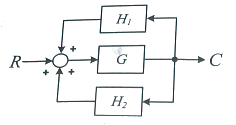 H1
+ +
R G C
+ +
H2